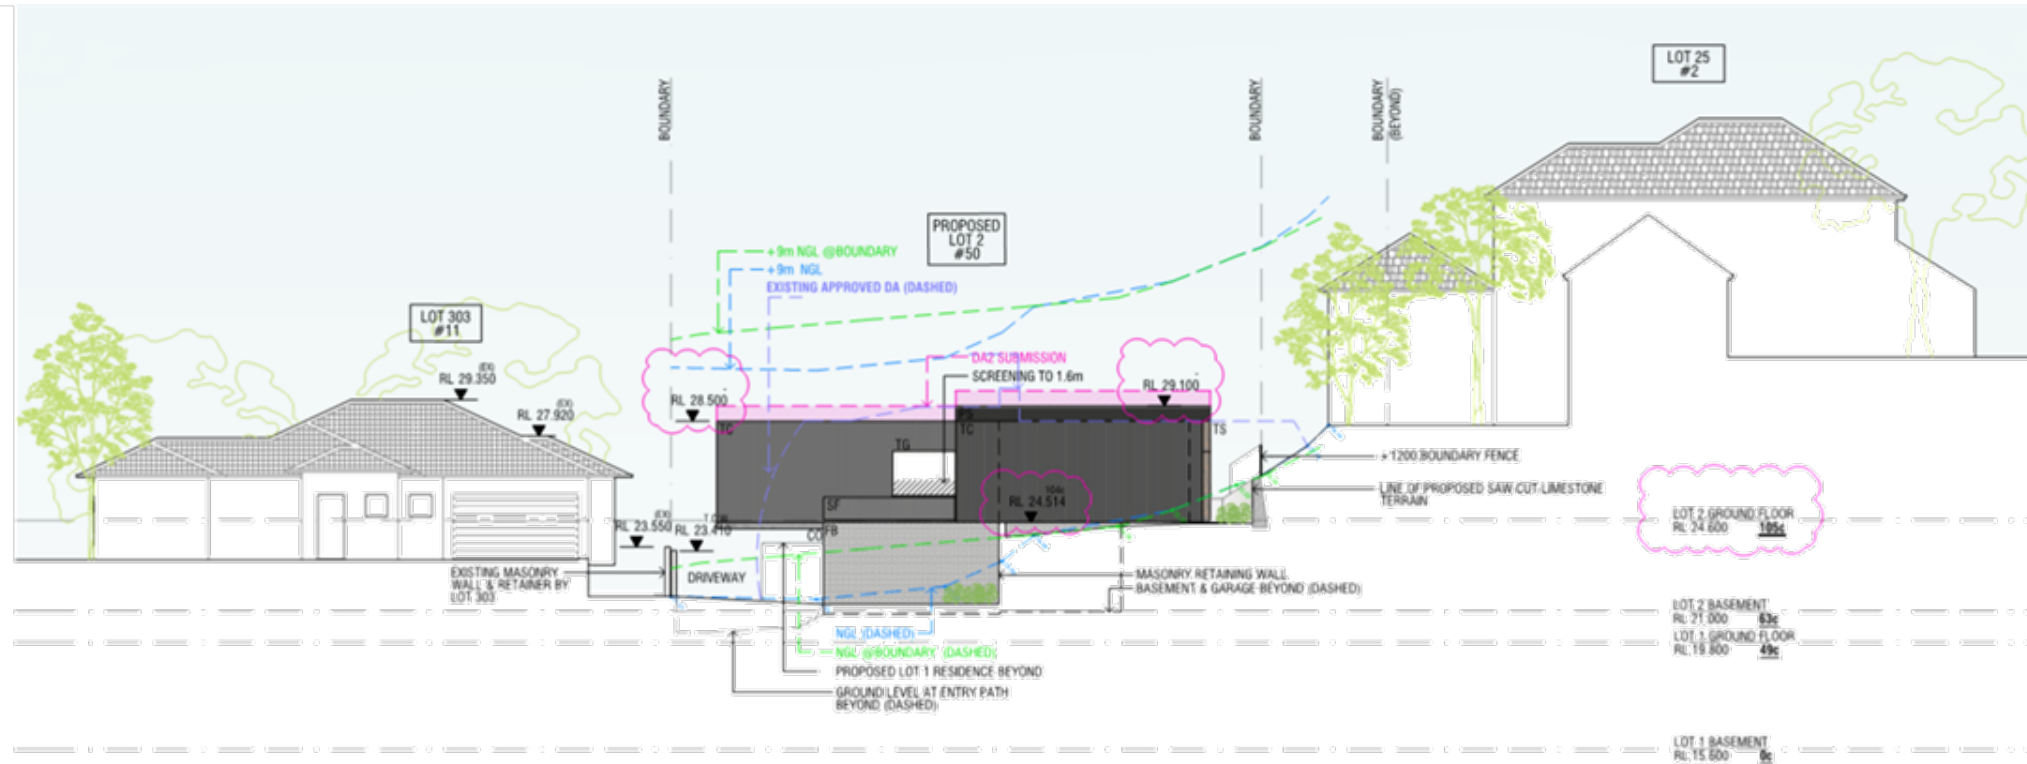 LOT 25
#2
BOUNDARY
BOUNDARY
BOUNDARY
(BEYOND)
PROPOSED
LOT 2
#50
+9m NGL @BOUNDARY
+9m NGL
EXISTING APPROVED DA (DASHED)
LOT 303
#11
DA2 SUBMISSION
SCREENING TO 1.6m
(EX)
RL 29.350
(EX)
RL 27.920
RL 28.500
RL 29.100
TC
TC
TS
TG
+1200 BOUNDARY FENCE
LINE OF PROPOSED SAW CUT LIMESTONE
TERRAIN
104c
RL 24.514
SF
(EX)
RL 23.550
RL 23.410
CO
FB
LOT 2 GROUND FLOOR
RL 24.600 105c
EXISTING MASONRY
WALL & RETAINER BY
LOT 303
DRIVEWAY
MASONRY RETAINING WALL
BASEMENT & GARAGE BEYOND (DASHED)
LOT 2 BASEMENT
RL 21.000 63c
LOT 1 GROUND FLOOR
RL 19.800 49c
NGL (DASHED)
NGL @BOUNDARY (DASHED)
PROPOSED LOT 1 RESIDENCE BEYOND
GROUND LEVEL AT ENTRY PATH
BEYOND (DASHED)
LOT 1 BASEMENT
RL 15.600 0c